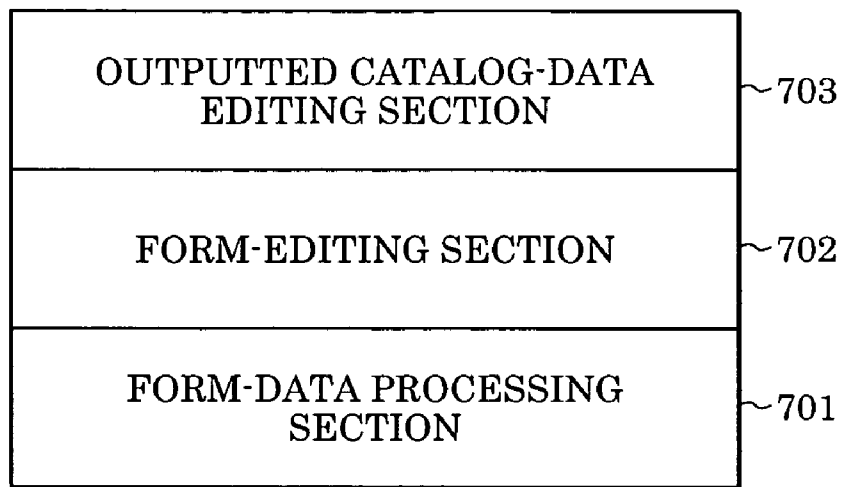 OUTPUTTED CATALOG-DATA
EDITING SECTION
703
FORM-EDITING SECTION
702
FORM-DATA PROCESSING
SECTION
701